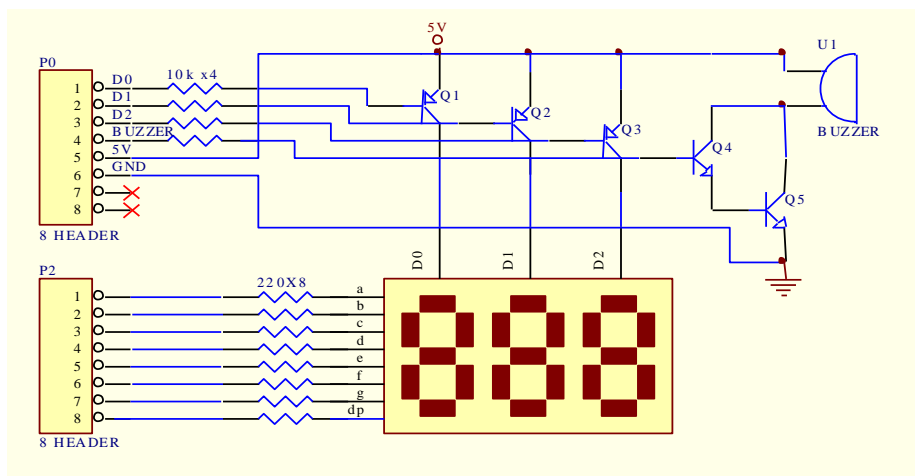 5V
P0
U1
1 D0 10k x4
2 D1
3 D2
4 BUZZER
5 5V
6 GND
7
8
Q1
Q2
Q3
Q4
Q5
BUZZER
8 HEADER
D0
D1
D2
P2
220X8
1 a
2 b
3 c
4 d
5 e
6 f
7 g
8 dp
8 HEADER